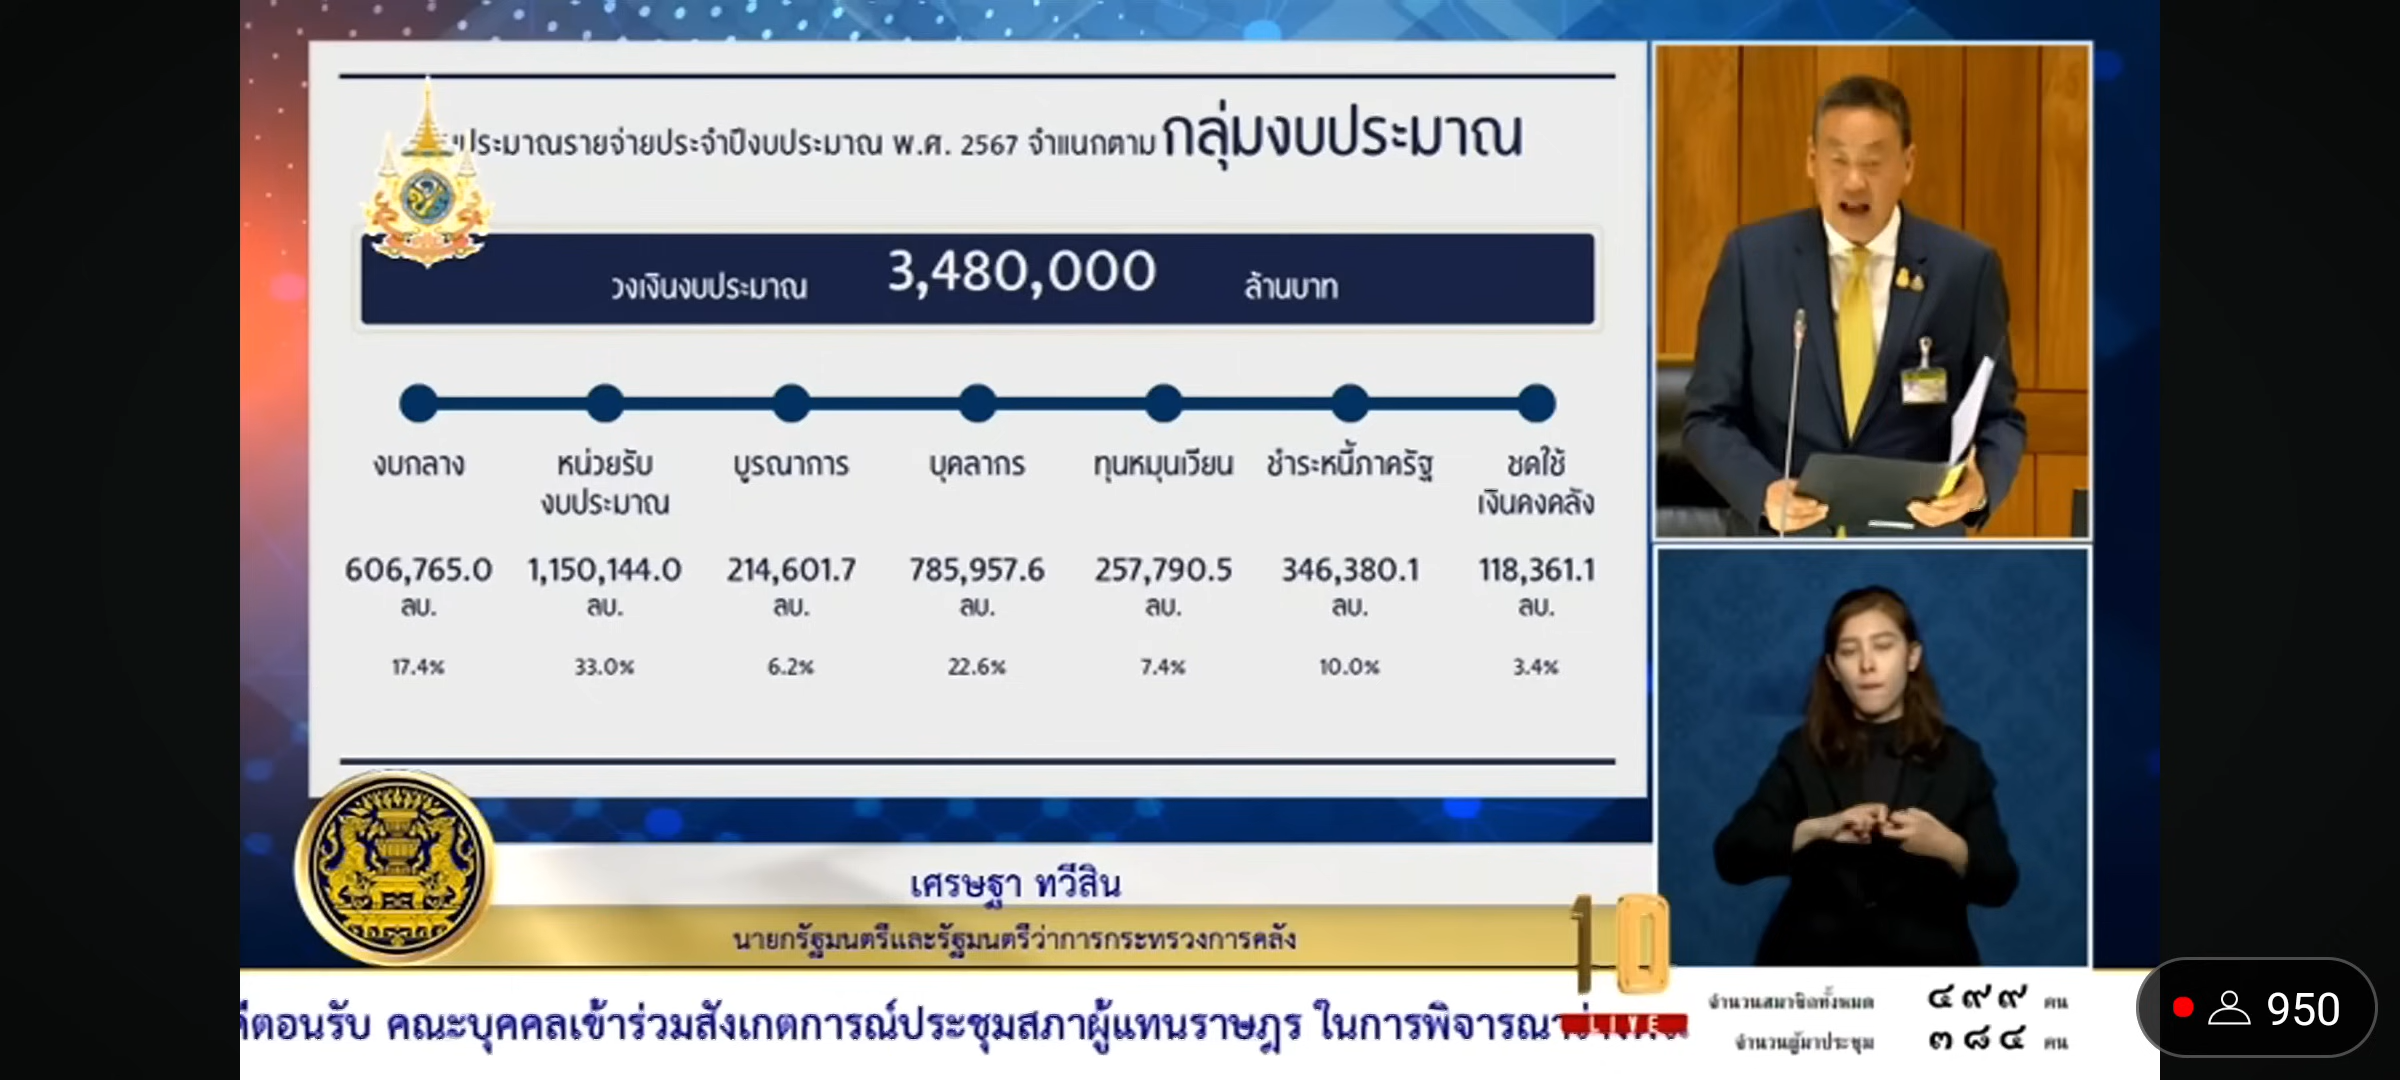 ประมาณรายจ่ายประจำปีงบประมาณ พ.ศ. 2567 จำแนกตาม กลุ่มงบประมาณ
วงเงินงบประมาณ 3,480,000 ล้านบาท
งบกลาง หน่วยรับ บูรณาการ บุคลากร ทุนหมุนเวียน ชำระหนี้ภาครัฐ ชดใช้
งบประมาณ เงินคงคลัง
606,765.0 1,150,144.0 214,601.7 785,957.6 257,790.5 346,380.1 118,361.1
ลบ. ลบ. ลบ. ลบ. ลบ. ลบ. ลบ.
17.4% 33.0% 6.2% 22.6% 7.4% 10.0% 3.4%
เศรษฐา ทวีสิน
นายกรัฐมนตรีและรัฐมนตรีว่าการกระทรวงการคลัง
10
LIVE
คณะบุคคลเข้าร่วมสังเกตการณ์ประชุมสภาผู้แทนราษฎร ในการพิจารณา
จำนวนสมาชิกทั้งหมด ๔๙๙ คน
จำนวนผู้มาประชุม ๓๘๔ คน
950